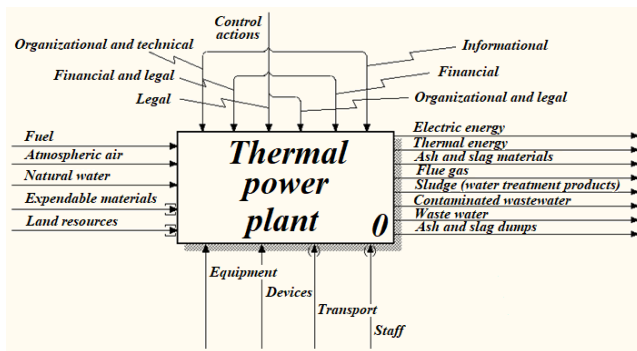 Control
actions
Organizational and technical
Informational
Financial and legal
Financial
Legal
Organizational and legal
Fuel
Atmospheric air
Natural water
Expendable materials
Land resources
Thermal
power
plant
0
Electric energy
Thermal energy
Ash and slag materials
Flue gas
Sludge (water treatment products)
Contaminated wastewater
Waste water
Ash and slag dumps
Equipment
Devices
Transport
Staff